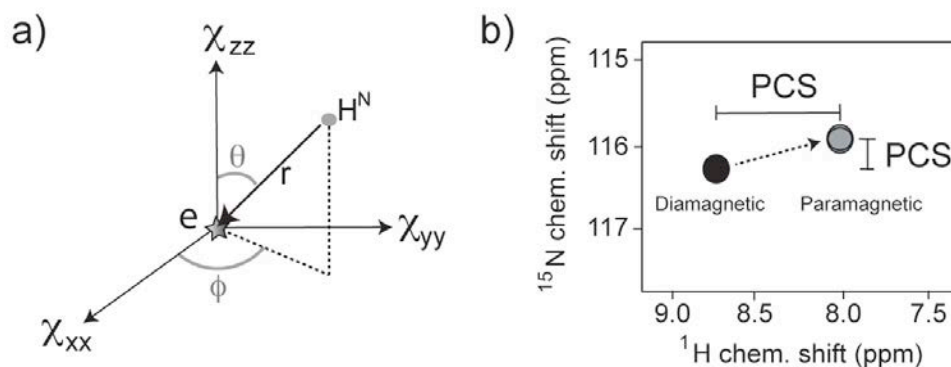 a)
χzz
H^N
θ
r
e
χyy
ϕ
χxx
b)
15N chem. shift (ppm)
115
116
117
PCS
PCS
Diamagnetic
Paramagnetic
9.0 8.5 8.0 7.5
1H chem. shift (ppm)